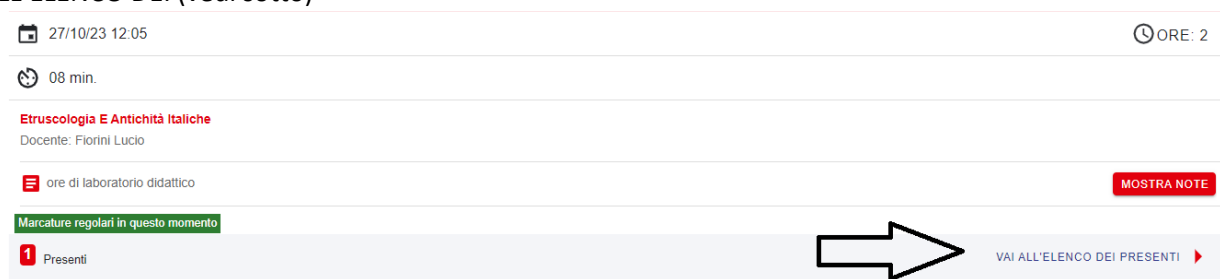 27/10/23 12:05
ORE: 2
08 min.
Etruscologia E Antichità Italiche
Docente: Fiorini Lucio
ore di laboratorio didattico
MOSTRA NOTE
Marcature regolari in questo momento
1 Presenti
VAI ALL'ELENCO DEI PRESENTI